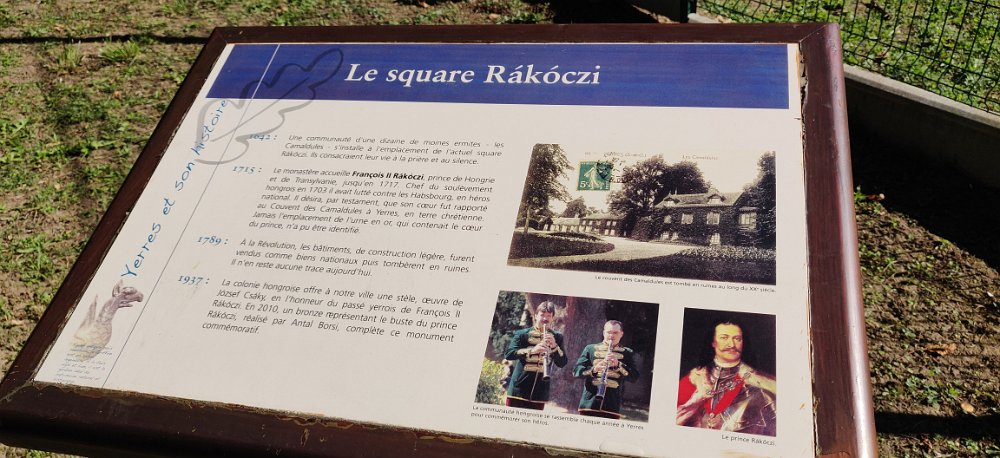 Le square Rákóczi
Yerres et son histoire
1642 :
Une communauté d'une dizaine de moines ermites - les
Camaldules - s'installe à l'emplacement de l'actuel square
Rákóczi. Ils consacraient leur vie à la prière et au silence.
1715 :
Le monastère accueille François II Rákóczi, prince de Hongrie
et de Transylvanie, jusqu'en 1717. Chef du soulèvement
hongrois en 1703 il avait lutté contre les Habsbourg, en héros
national. Il désira, par testament, que son cœur fut rapporté
au Couvent des Camaldules à Yerres, en terre chrétienne.
Jamais l'emplacement de l'urne en or, qui contenait le cœur
du prince, n'a pu être identifié.
1789 :
A la Révolution, les bâtiments, de construction légère, furent
vendus comme biens nationaux puis tombèrent en ruines.
Il n'en reste aucune trace aujourd'hui.
1937 :
La colonie hongroise offre à notre ville une stèle, œuvre de
József Csáky, en l'honneur du passé yerrois de François II
Rákóczi. En 2010, un bronze représentant le buste du prince
Rákóczi, réalisé par Antal Borsi, complète ce monument
commémoratif.
Le couvent des Camaldules est tombé en ruines au long du XXe siècle.
La communauté hongroise se rassemble chaque année à Yerres
pour commémorer son héros.
Le prince Rákóczi.